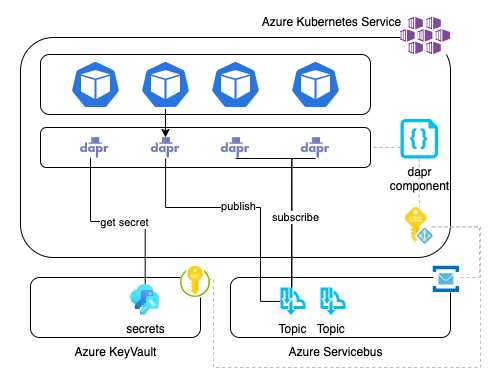 Azure Kubernetes Service
dapr
dapr
dapr
dapr
dapr
component
publish
get secret
subscribe
secrets
Topic
Topic
Azure KeyVault
Azure Servicebus